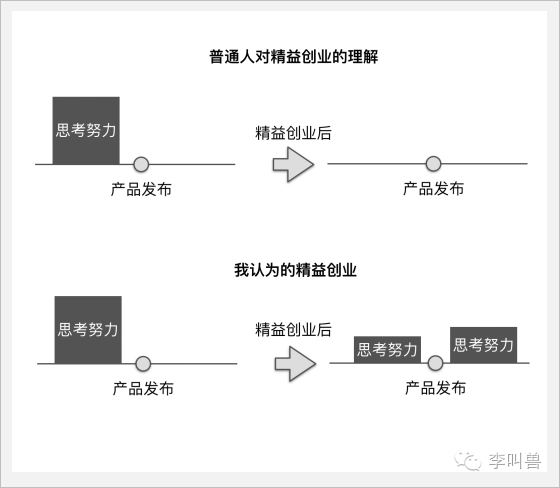 普通人对精益创业的理解
思考努力
精益创业后
产品发布
产品发布
我认为的精益创业
思考努力
精益创业后
思考努力
思考努力
产品发布
产品发布
李叫兽